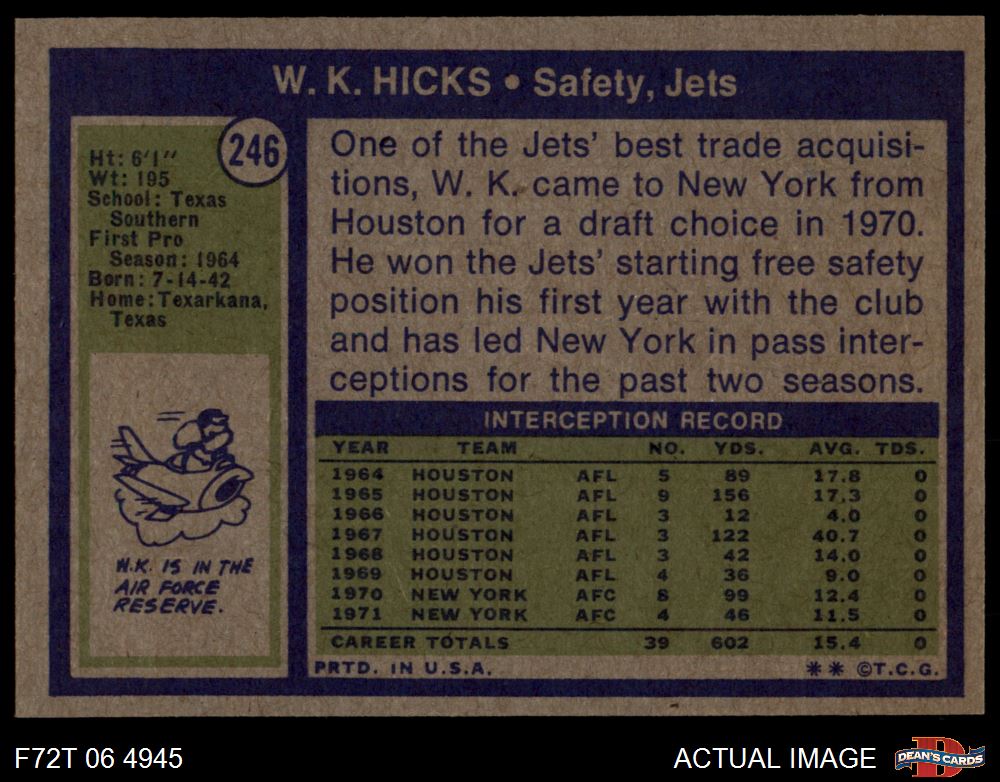 W. K. HICKS • Safety, Jets
246
Ht: 6'1"
Wt: 195
School: Texas
Southern
First Pro
Season: 1964
Born: 7-14-42
Home: Texarkana,
Texas
W.K. IS IN THE
AIR FORCE
RESERVE.
One of the Jets' best trade acquisi-
tions, W. K. came to New York from
Houston for a draft choice in 1970.
He won the Jets' starting free safety
position his first year with the club
and has led New York in pass inter-
ceptions for the past two seasons.
INTERCEPTION RECORD
YEAR TEAM NO. YDS. AVG. TDS.
1964 HOUSTON AFL 5 89 17.8 0
1965 HOUSTON AFL 9 156 17.3 0
1966 HOUSTON AFL 3 12 4.0 0
1967 HOUSTON AFL 3 122 40.7 0
1968 HOUSTON AFL 3 42 14.0 0
1969 HOUSTON AFL 4 36 9.0 0
1970 NEW YORK AFC 8 99 12.4 0
1971 NEW YORK AFC 4 46 11.5 0
CAREER TOTALS 39 602 15.4 0
PRTD. IN U.S.A. ** ©T.C.G.
F72T 06 4945
ACTUAL IMAGE
D
DEAN'S CARDS